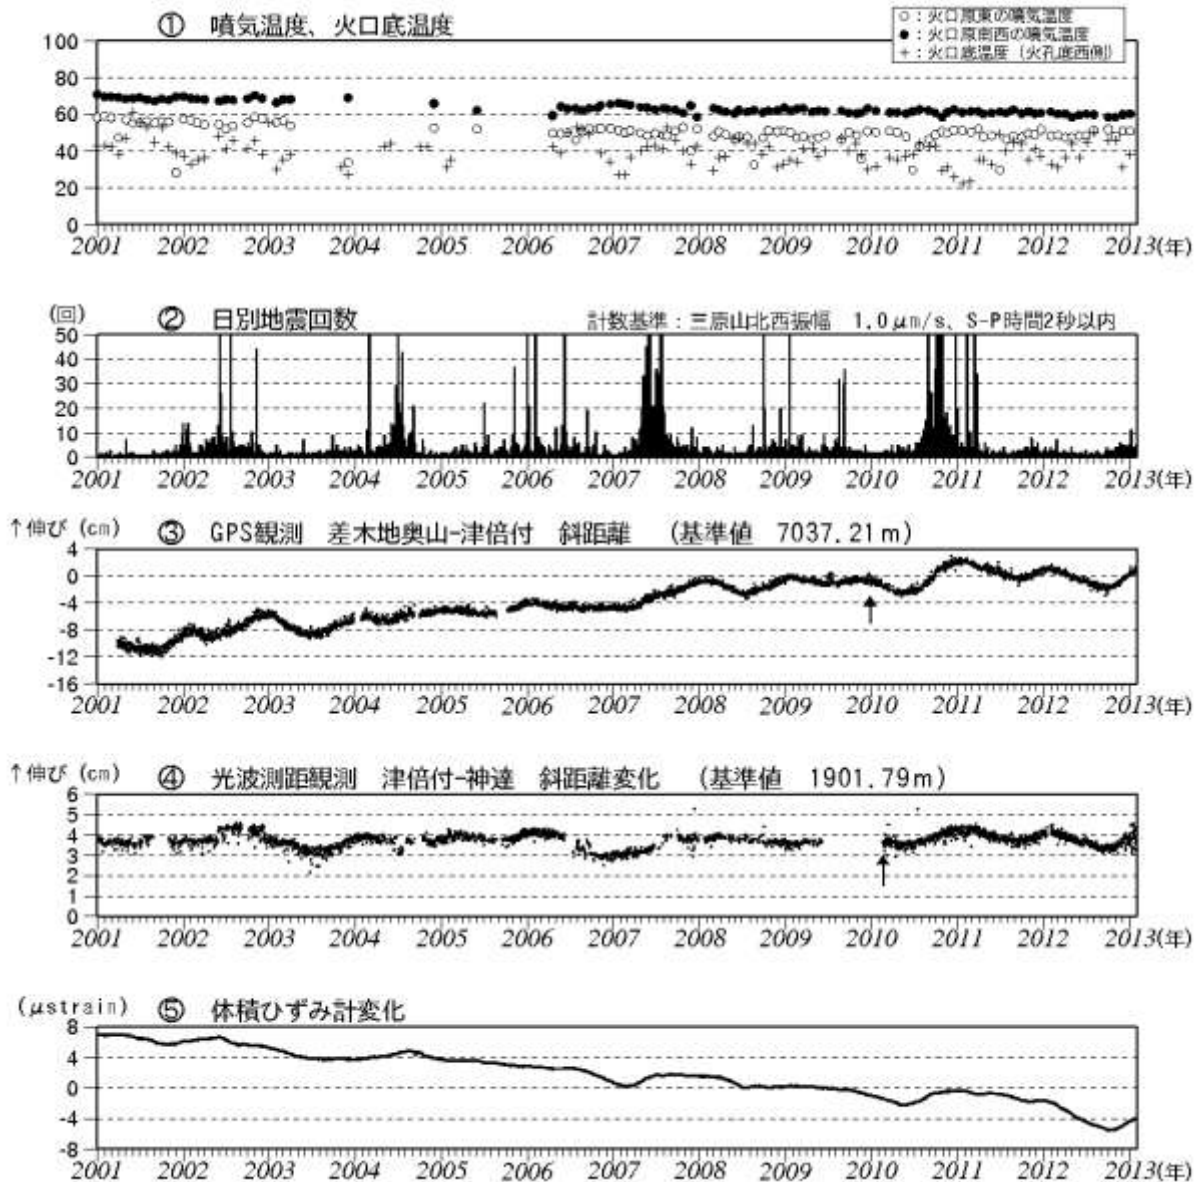 ① 噴気温度、火口底温度
○：火口原東の噴気温度
●：火口原南西の噴気温度
+：火口底温度（火孔底西側）
100
80
60
40
20
0
2001 2002 2003 2004 2005 2006 2007 2008 2009 2010 2011 2012 2013(年)
(回) ② 日別地震回数 計数基準：三原山北西振幅 1.0μm/s、S-P時間2秒以内
50
40
30
20
10
0
2001 2002 2003 2004 2005 2006 2007 2008 2009 2010 2011 2012 2013(年)
↑伸び (cm) ③ GPS観測 差木地奥山-津倍付 斜距離 (基準値 7037.21m)
4
0
-4
-8
-12
-16
2001 2002 2003 2004 2005 2006 2007 2008 2009 2010 2011 2012 2013(年)
↑伸び (cm) ④ 光波測距観測 津倍付-神達 斜距離変化 (基準値 1901.79m)
6
5
4
3
2
1
0
2001 2002 2003 2004 2005 2006 2007 2008 2009 2010 2011 2012 2013(年)
(μstrain) ⑤ 体積ひずみ計変化
8
4
0
-4
-8
2001 2002 2003 2004 2005 2006 2007 2008 2009 2010 2011 2012 2013(年)